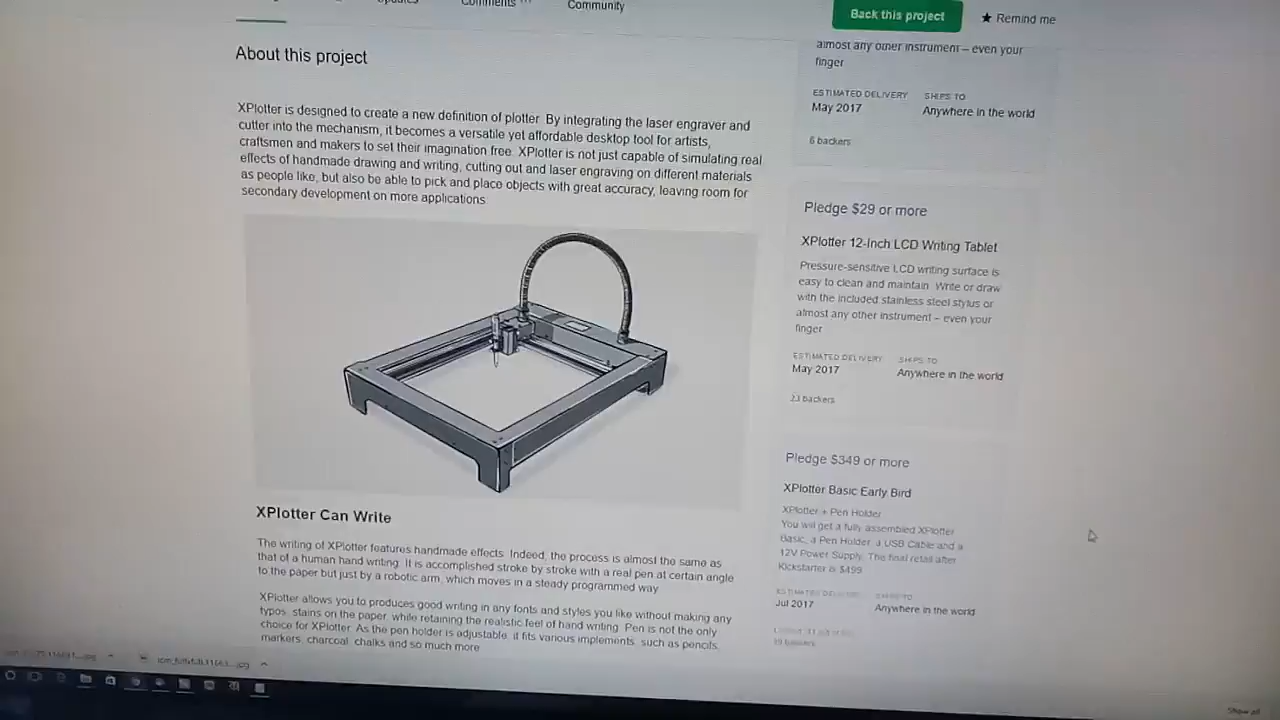 Updates
Comments
Community
Back this project
★ Remind me
About this project
XPlotter is designed to create a new definition of plotter. By integrating the laser engraver and
cutter into the mechanism, it becomes a versatile yet affordable desktop tool for artists,
craftsmen and makers to set their imagination free. XPlotter is not just capable of simulating real
effects of handmade drawing and writing, cutting out and laser engraving on different materials
as people like, but also be able to pick and place objects with great accuracy, leaving room for
secondary development on more applications.
XPlotter Can Write
The writing of XPlotter features handmade effects. Indeed, the process is almost the same as
that of a human hand writing. It is accomplished stroke by stroke with a real pen at certain angle
to the paper but just by a robotic arm, which moves in a steady programmed way.
XPlotter allows you to produces good writing in any fonts and styles you like without making any
typos, stains on the paper, while retaining the realistic feel of hand writing. Pen is not the only
choice for XPlotter. As the pen holder is adjustable, it fits various implements, such as pencils,
markers, charcoal, chalks and so much more.
almost any other instrument – even your
finger
ESTIMATED DELIVERY SHIPS TO
May 2017 Anywhere in the world
6 backers
Pledge $29 or more
XPlotter 12-Inch LCD Writing Tablet
Pressure-sensitive LCD writing surface is
easy to clean and maintain. Write or draw
with the included stainless steel stylus or
almost any other instrument – even your
finger
ESTIMATED DELIVERY SHIPS TO
May 2017 Anywhere in the world
23 backers
Pledge $349 or more
XPlotter Basic Early Bird
XPlotter + Pen Holder
You will get a fully assembled XPlotter
Basic, a Pen Holder, a USB Cable and a
12V Power Supply. The final retail after
Kickstarter is $499.
ESTIMATED DELIVERY SHIPS TO
Jul 2017 Anywhere in the world
backers
Show all